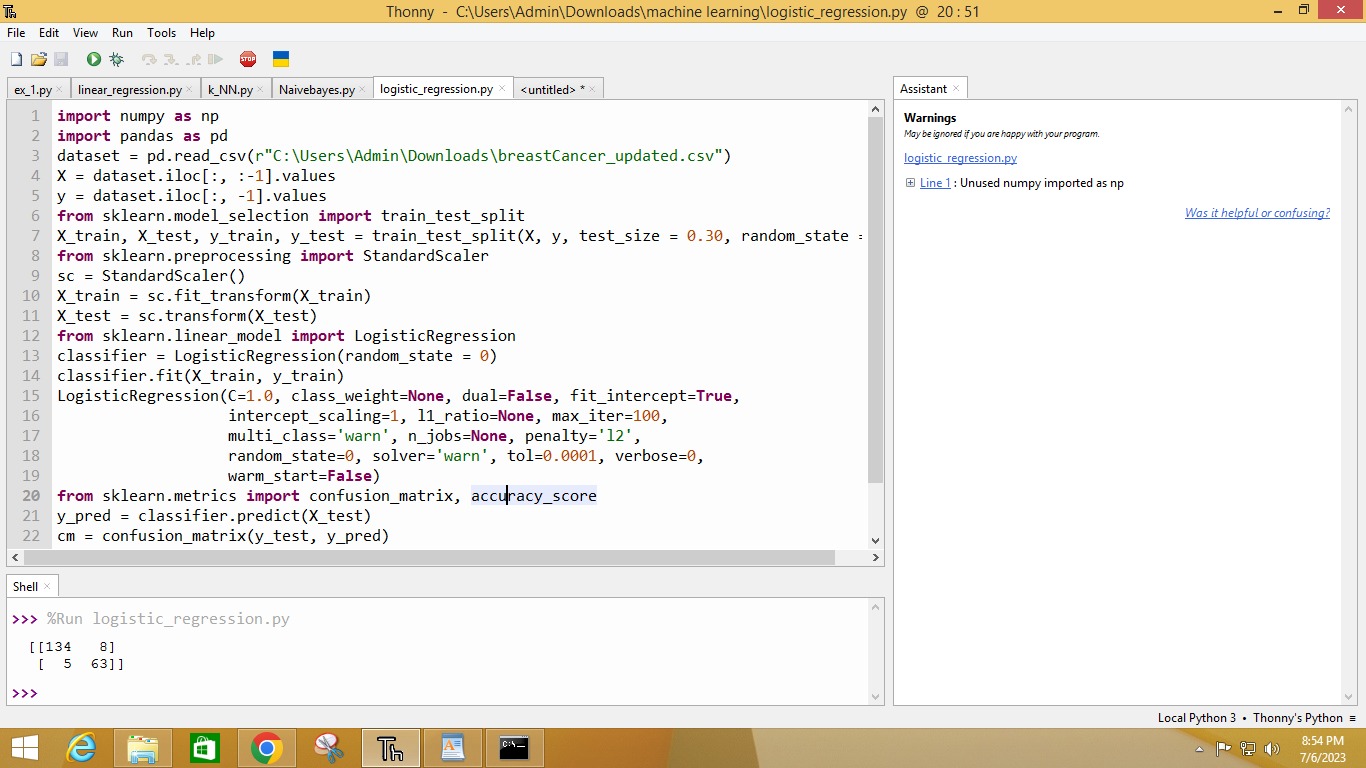 Thonny - C:\Users\Admin\Downloads\machine learning\logistic_regression.py @ 20 : 51
File Edit View Run Tools Help
STOP
ex_1.py linear_regression.py k_NN.py Naivebayes.py logistic_regression.py <untitled> *
1 import numpy as np
2 import pandas as pd
3 dataset = pd.read_csv(r"C:\Users\Admin\Downloads\breastCancer_updated.csv")
4 X = dataset.iloc[:, :-1].values
5 y = dataset.iloc[:, -1].values
6 from sklearn.model_selection import train_test_split
7 X_train, X_test, y_train, y_test = train_test_split(X, y, test_size = 0.30, random_state =
8 from sklearn.preprocessing import StandardScaler
9 sc = StandardScaler()
10 X_train = sc.fit_transform(X_train)
11 X_test = sc.transform(X_test)
12 from sklearn.linear_model import LogisticRegression
13 classifier = LogisticRegression(random_state = 0)
14 classifier.fit(X_train, y_train)
15 LogisticRegression(C=1.0, class_weight=None, dual=False, fit_intercept=True,
16 intercept_scaling=1, l1_ratio=None, max_iter=100,
17 multi_class='warn', n_jobs=None, penalty='l2',
18 random_state=0, solver='warn', tol=0.0001, verbose=0,
19 warm_start=False)
20 from sklearn.metrics import confusion_matrix, accuracy_score
21 y_pred = classifier.predict(X_test)
22 cm = confusion_matrix(y_test, y_pred)
Shell
>>> %Run logistic_regression.py
[[134 8]
[ 5 63]]
>>>
Assistant
Warnings
May be ignored if you are happy with your program.
logistic_regression.py
Line 1 : Unused numpy imported as np
Was it helpful or confusing?
Local Python 3 • Thonny's Python ≡
Th
C:\_
8:54 PM
7/6/2023